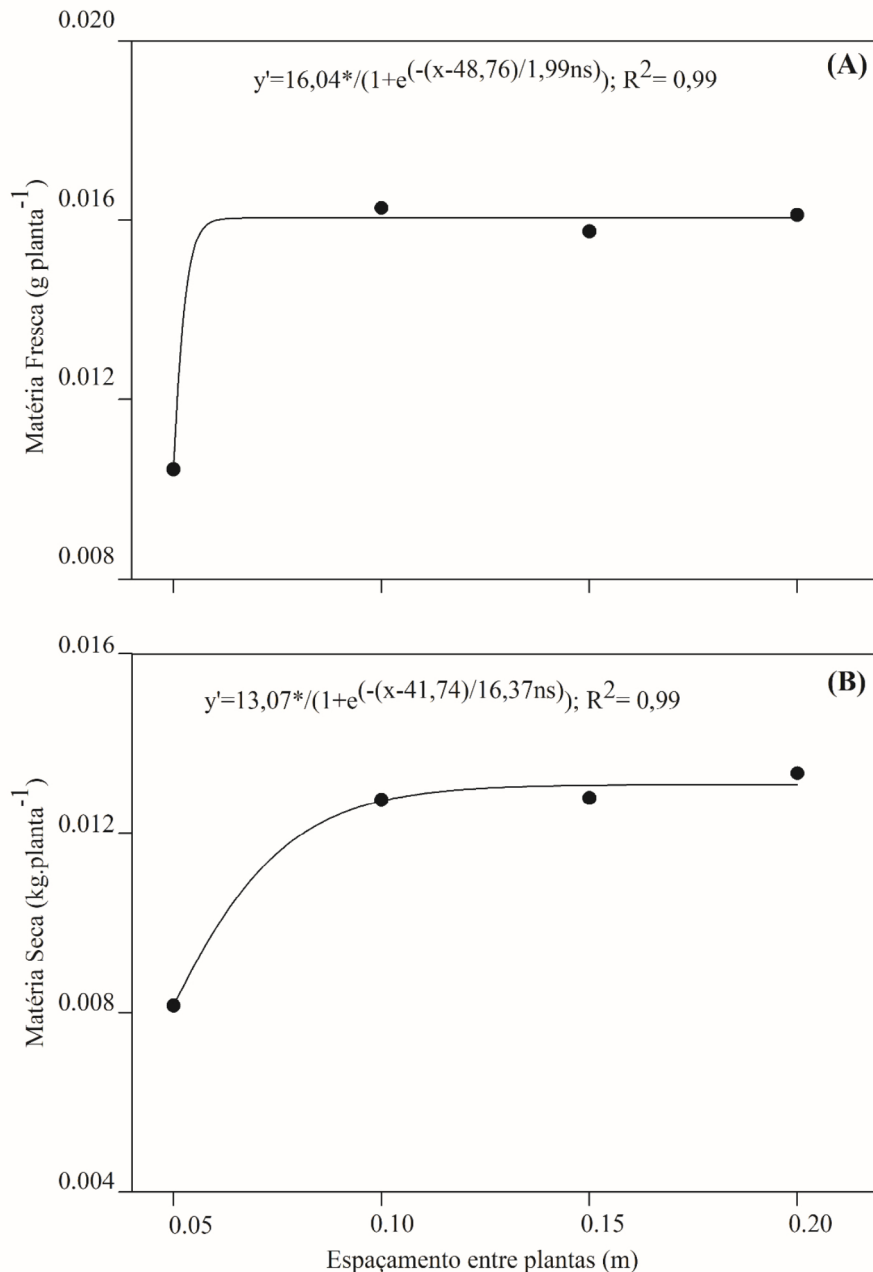 0.020
(A)
y'=16,04*/(1+e^(-(x-48,76)/1,99ns)); R^2= 0,99
0.016
0.012
0.008
Matéria Fresca (g planta^-1)
0.016
(B)
y'=13,07*/(1+e^(-(x-41,74)/16,37ns)); R^2= 0,99
0.012
0.008
0.004
Matéria Seca (kg.planta^-1)
0.05 0.10 0.15 0.20
Espaçamento entre plantas (m)